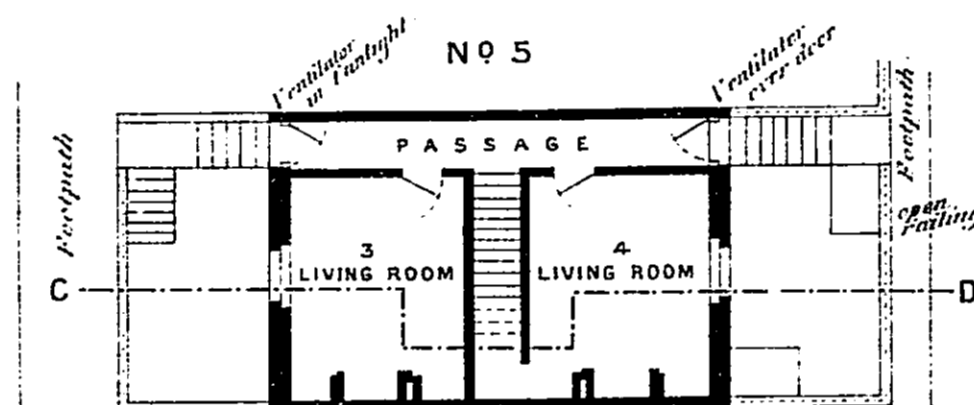 Nº 5
Ventilator
in fanlight
Ventilator
over door
PASSAGE
Footpath
Footpath
open
railing
3
LIVING ROOM
4
LIVING ROOM
C
D